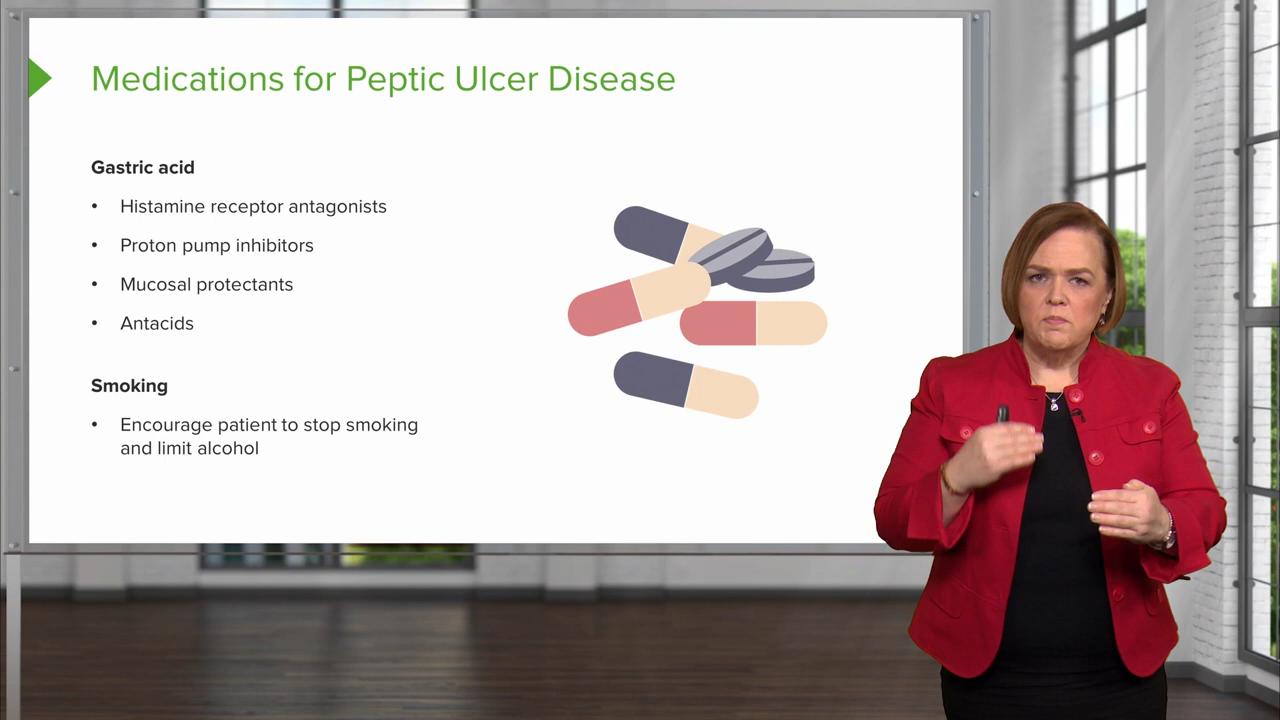 Medications for Peptic Ulcer Disease
Gastric acid
• Histamine receptor antagonists
• Proton pump inhibitors
• Mucosal protectants
• Antacids
Smoking
• Encourage patient to stop smoking
and limit alcohol